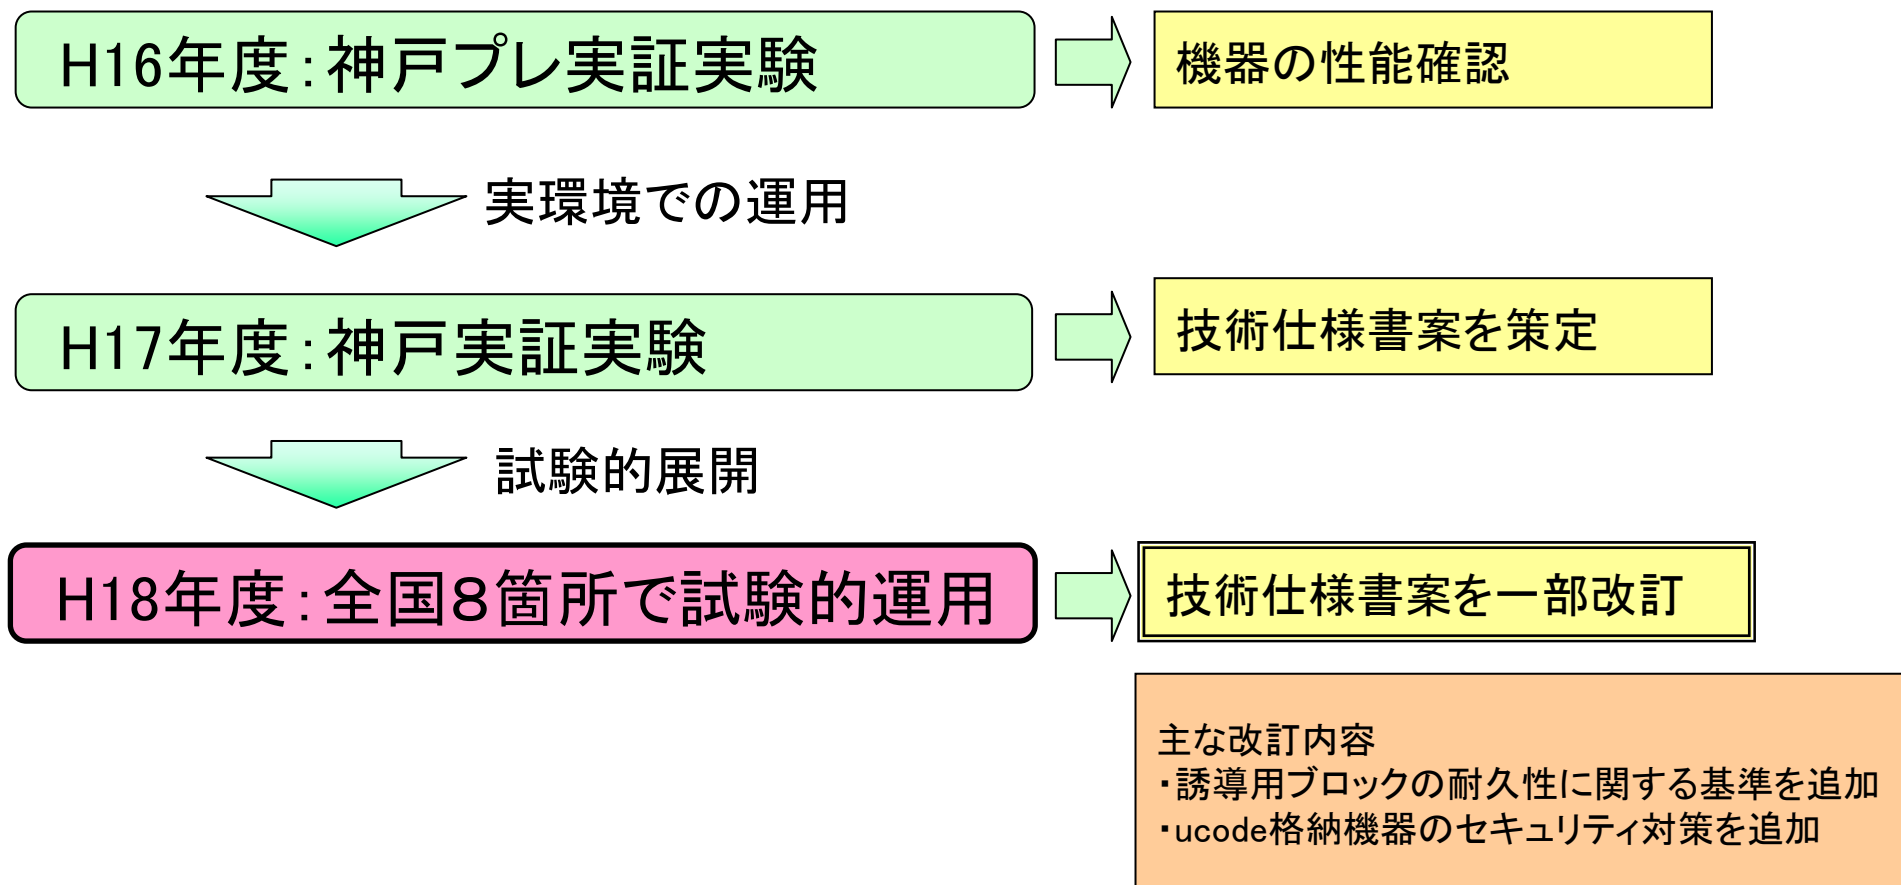 H16年度：神戸プレ実証実験
機器の性能確認
実環境での運用
H17年度：神戸実証実験
技術仕様書案を策定
試験的展開
H18年度：全国８箇所で試験的運用
技術仕様書案を一部改訂
主な改訂内容
・誘導用ブロックの耐久性に関する基準を追加
・ucode格納機器のセキュリティ対策を追加